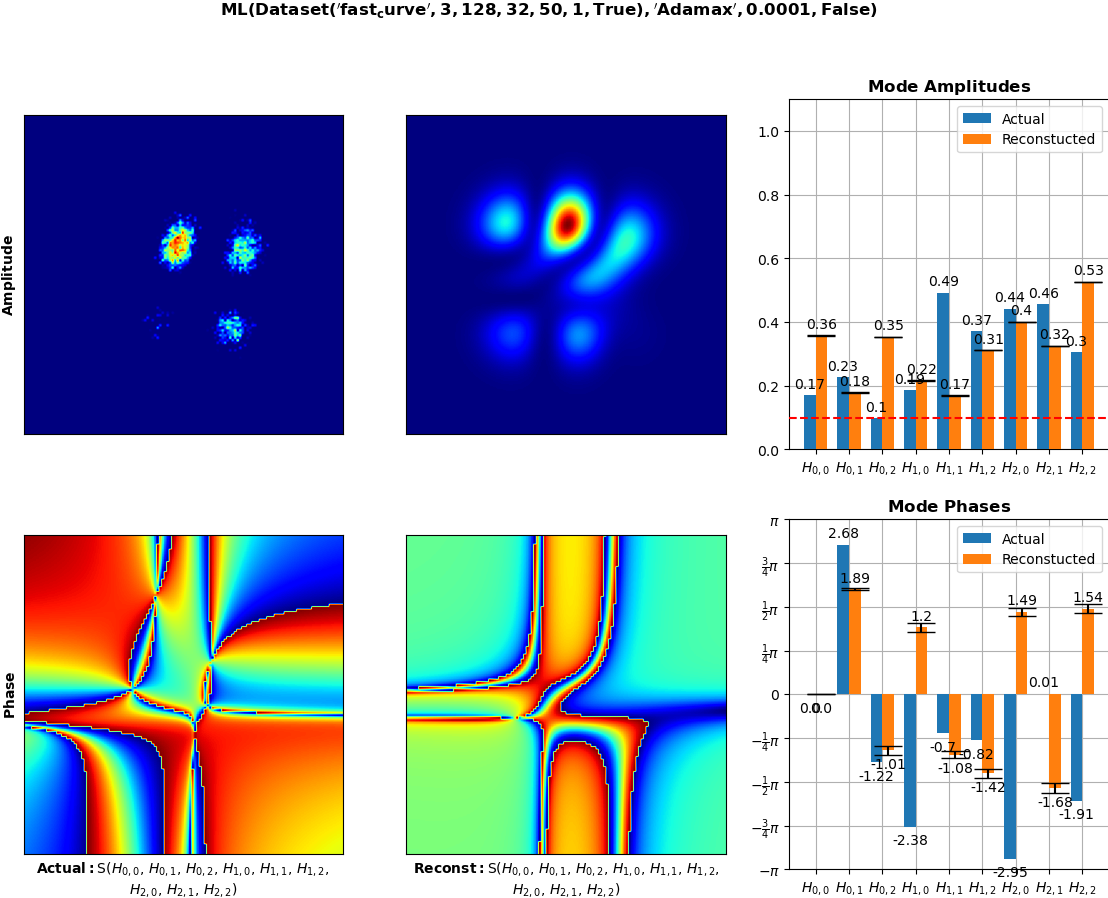 ML(Dataset('fast_curve', 3, 128, 32, 50, 1, True), 'Adamax', 0.0001, False)
Amplitude
Mode Amplitudes
Actual
Reconstucted
1.0
0.8
0.6
0.4
0.2
0.0
0.17 0.36 0.23 0.18 0.1 0.35 0.19 0.22 0.49 0.17 0.37 0.31 0.44 0.4 0.46 0.32 0.3 0.53
H0,0 H0,1 H0,2 H1,0 H1,1 H1,2 H2,0 H2,1 H2,2
Phase
Actual: S(H0,0, H0,1, H0,2, H1,0, H1,1, H1,2,
H2,0, H2,1, H2,2)
Reconst: S(H0,0, H0,1, H0,2, H1,0, H1,1, H1,2,
H2,0, H2,1, H2,2)
Mode Phases
Actual
Reconstucted
π
3/4π
1/2π
1/4π
0
−1/4π
−1/2π
−3/4π
−π
0.0 0.0 2.68 1.89 -1.22 -1.01 -2.38 1.2 -0.7 -1.08 -0.82 -1.42 -2.95 1.49 0.01 -1.68 -1.91 1.54
H0,0 H0,1 H0,2 H1,0 H1,1 H1,2 H2,0 H2,1 H2,2